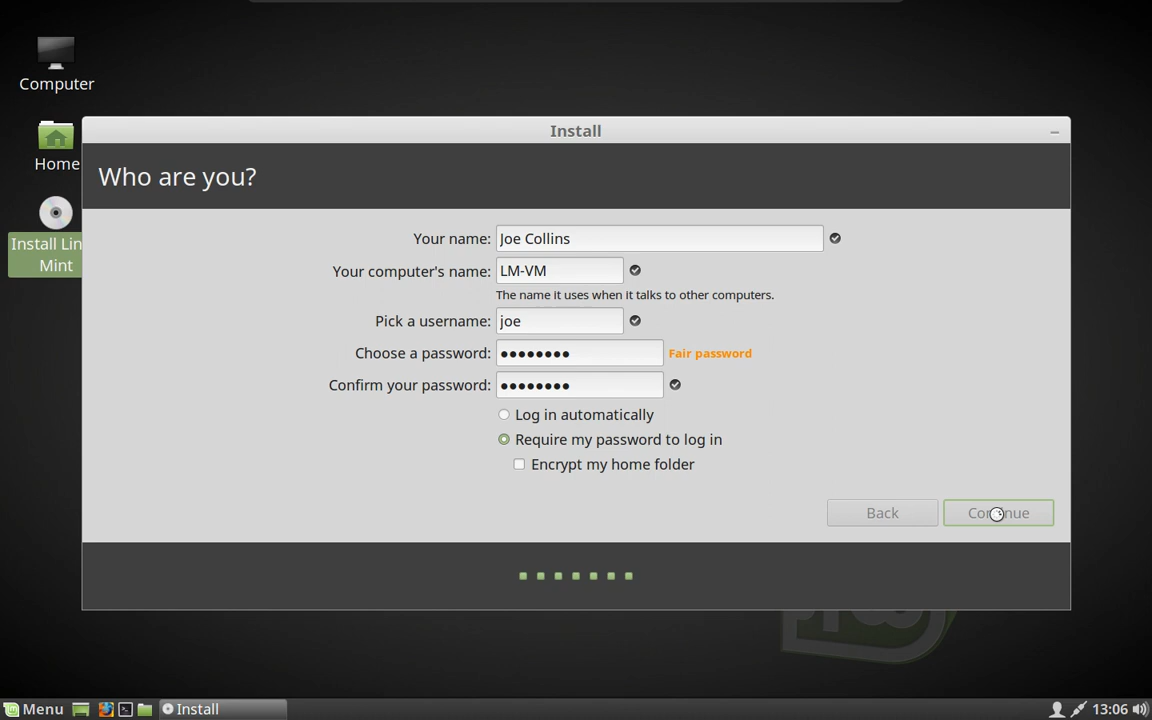 Computer
Home
Install Lin
Mint
Install
Who are you?
Your name: Joe Collins
Your computer's name: LM-VM
The name it uses when it talks to other computers.
Pick a username: joe
Choose a password: ●●●●●●●● Fair password
Confirm your password: ●●●●●●●●
Log in automatically
Require my password to log in
Encrypt my home folder
Back Continue
Menu Install 13:06